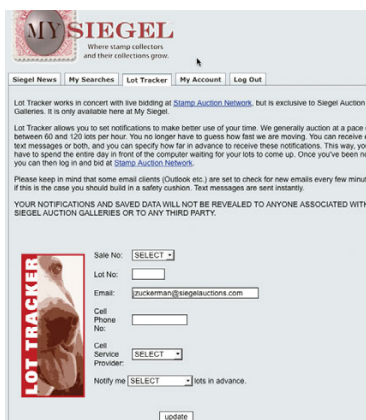 MY SIEGEL
Where stamp collectors
and their collections grow.
Siegel News My Searches Lot Tracker My Account Log Out
Lot Tracker works in concert with live bidding at Stamp Auction Network, but is exclusive to Siegel Auction
Galleries. It is only available here at My Siegel.
Lot Tracker allows you to set notifications to make better use of your time. We generally auction at a pace
between 60 and 120 lots per hour. You no longer have to guess how fast we are moving. You can receive
text messages or both, and you can specify how far in advance to receive these notifications. This way, you
have to spend the entire day in front of the computer waiting for your lots to come up. Once you've been
you can then log in and bid at Stamp Auction Network.
Please keep in mind that some email clients (Outlook etc.) are set to check for new emails every few
if this is the case you should build in a safety cushion. Text messages are sent instantly.
YOUR NOTIFICATIONS AND SAVED DATA WILL NOT BE REVEALED TO ANYONE ASSOCIATED WITH
SIEGEL AUCTION GALLERIES OR TO ANY THIRD PARTY.
LOT TRACKER
Sale No: SELECT
Lot No:
Email: jzuckerman@siegelauctions.com
Cell
Phone
No:
Cell
Service
Provider: SELECT
Notify me SELECT lots in advance.
update